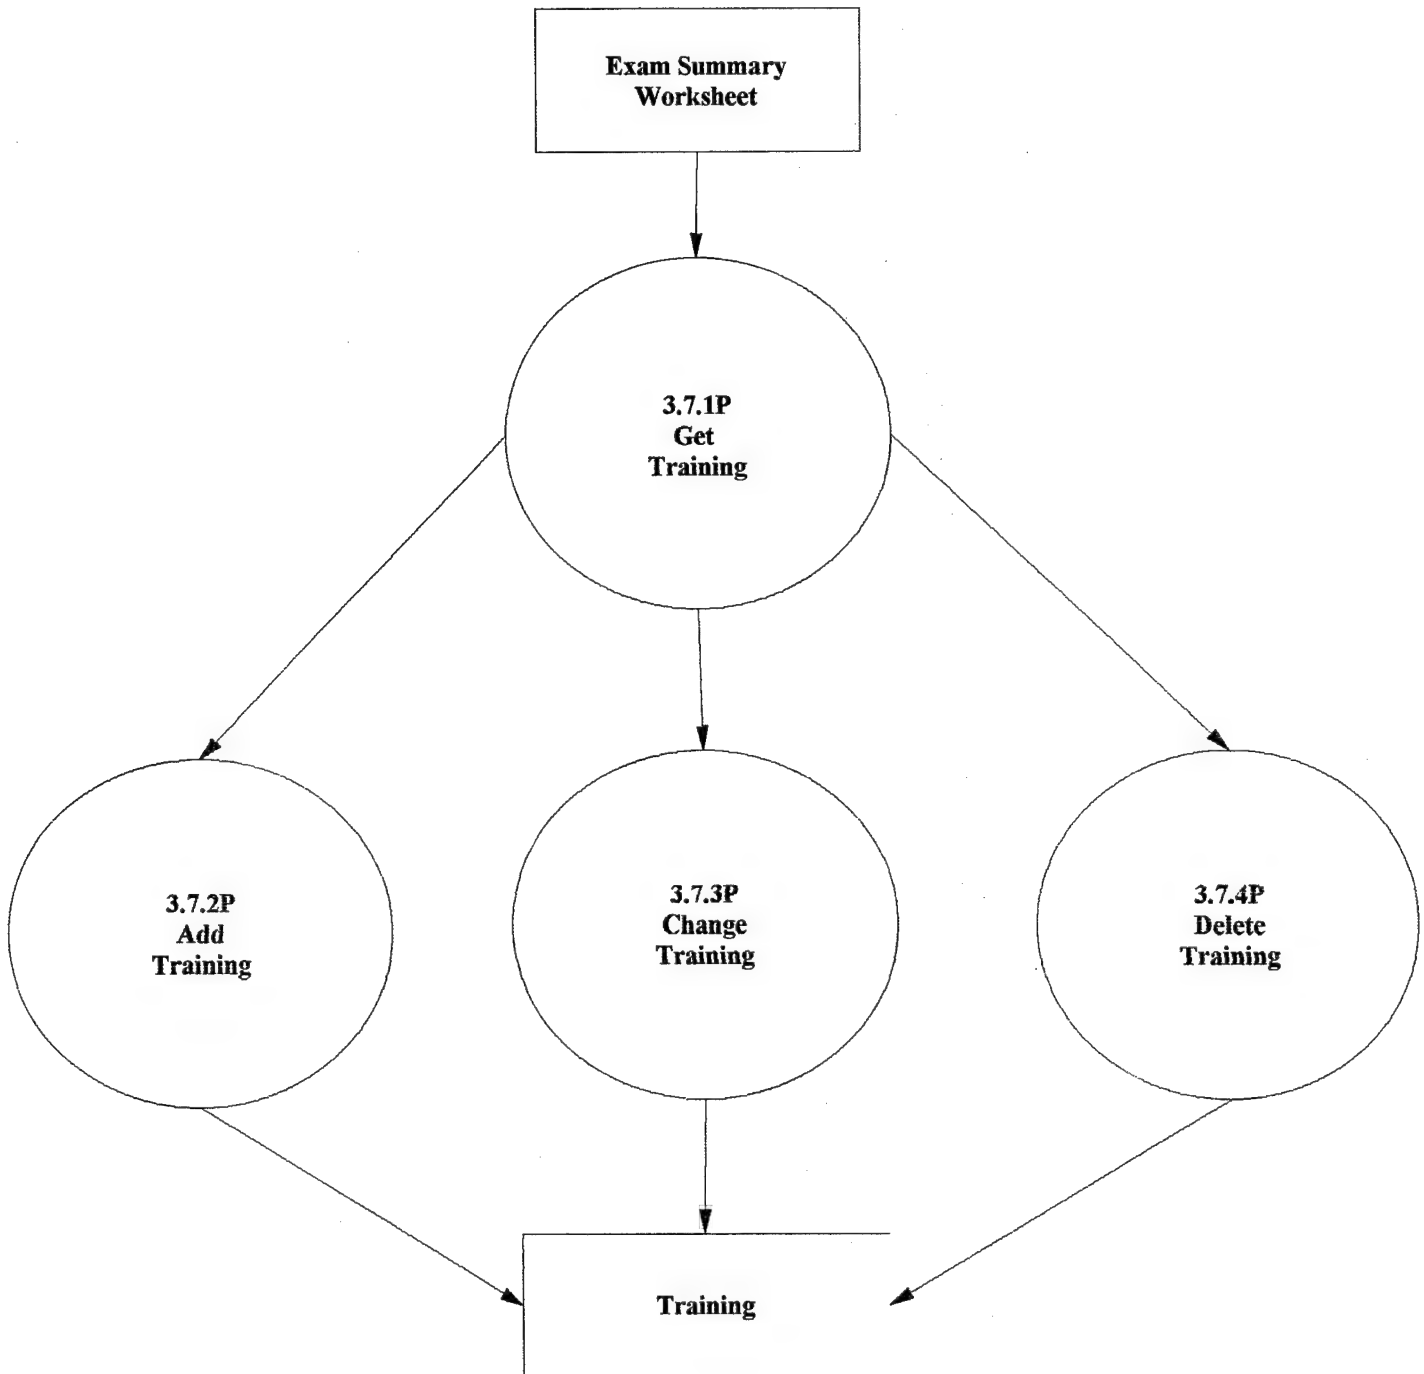 Exam Summary
Worksheet
3.7.1P
Get
Training
3.7.2P
Add
Training
3.7.3P
Change
Training
3.7.4P
Delete
Training
Training